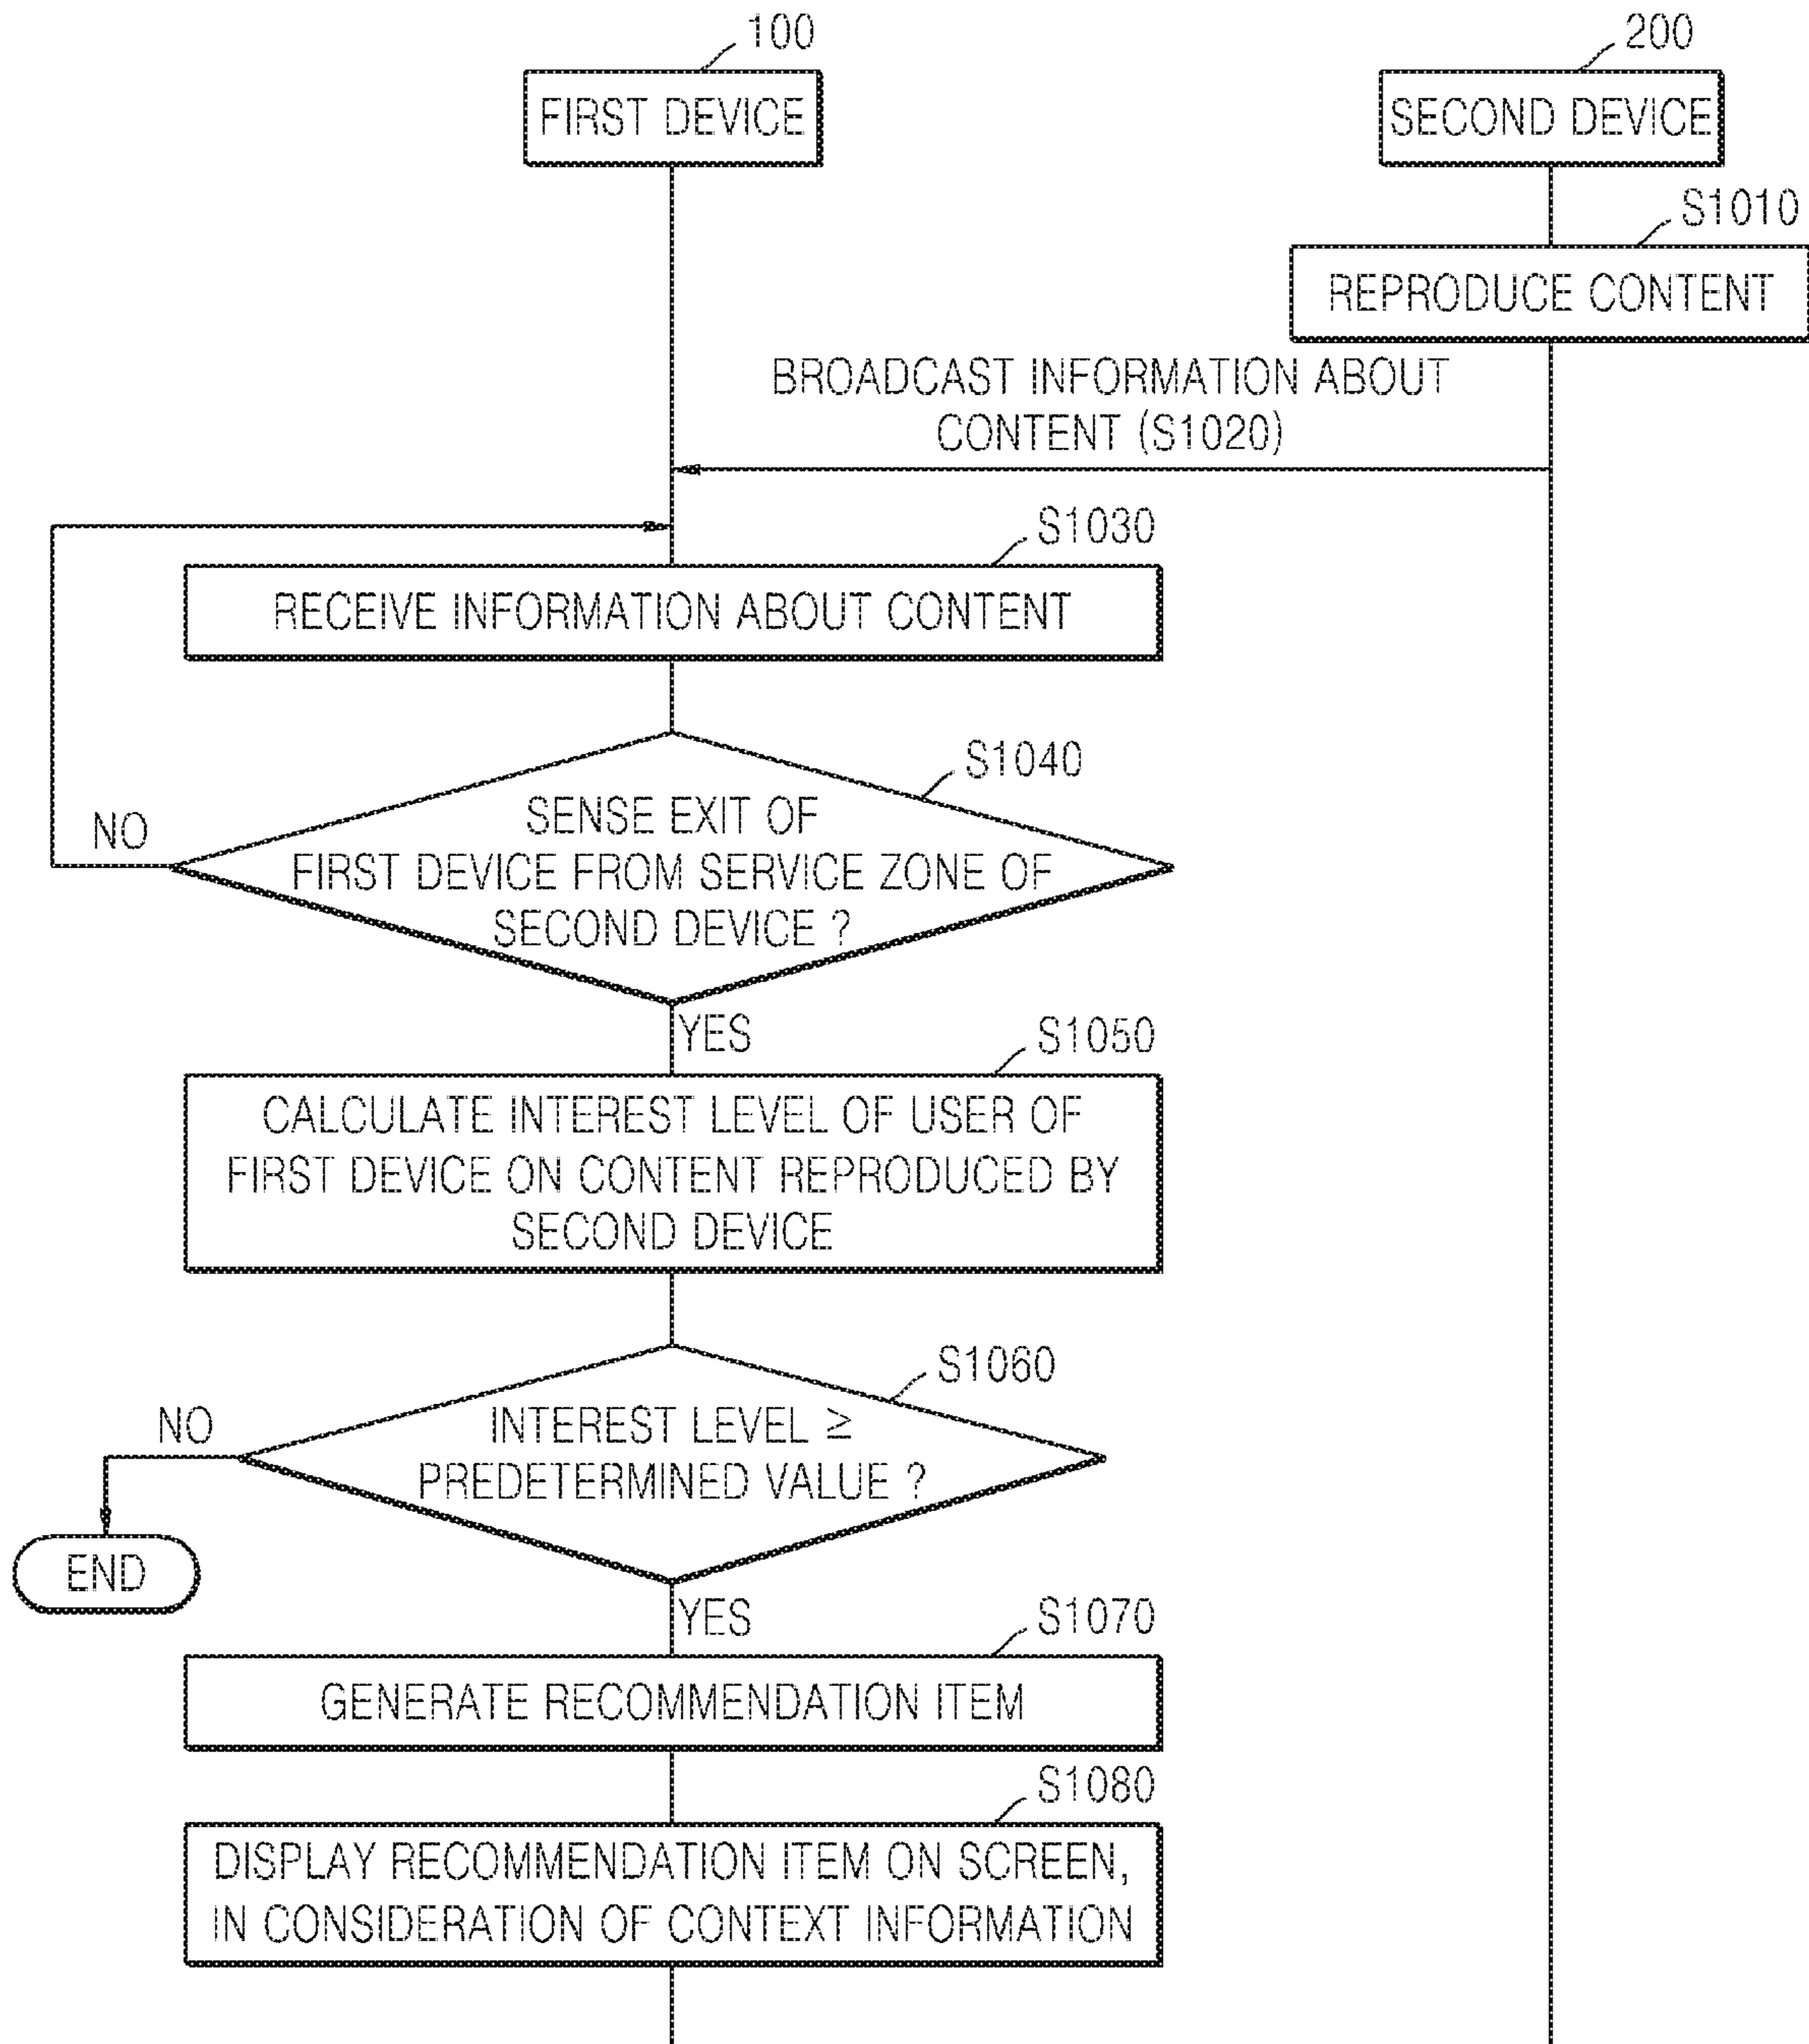 100
200
FIRST DEVICE
SECOND DEVICE
S1010
REPRODUCE CONTENT
BROADCAST INFORMATION ABOUT
CONTENT (S1020)
S1030
RECEIVE INFORMATION ABOUT CONTENT
S1040
SENSE EXIT OF
FIRST DEVICE FROM SERVICE ZONE OF
SECOND DEVICE ?
NO
YES
S1050
CALCULATE INTEREST LEVEL OF USER OF
FIRST DEVICE ON CONTENT REPRODUCED BY
SECOND DEVICE
S1060
INTEREST LEVEL ≥
PREDETERMINED VALUE ?
NO
END
YES
S1070
GENERATE RECOMMENDATION ITEM
S1080
DISPLAY RECOMMENDATION ITEM ON SCREEN,
IN CONSIDERATION OF CONTEXT INFORMATION